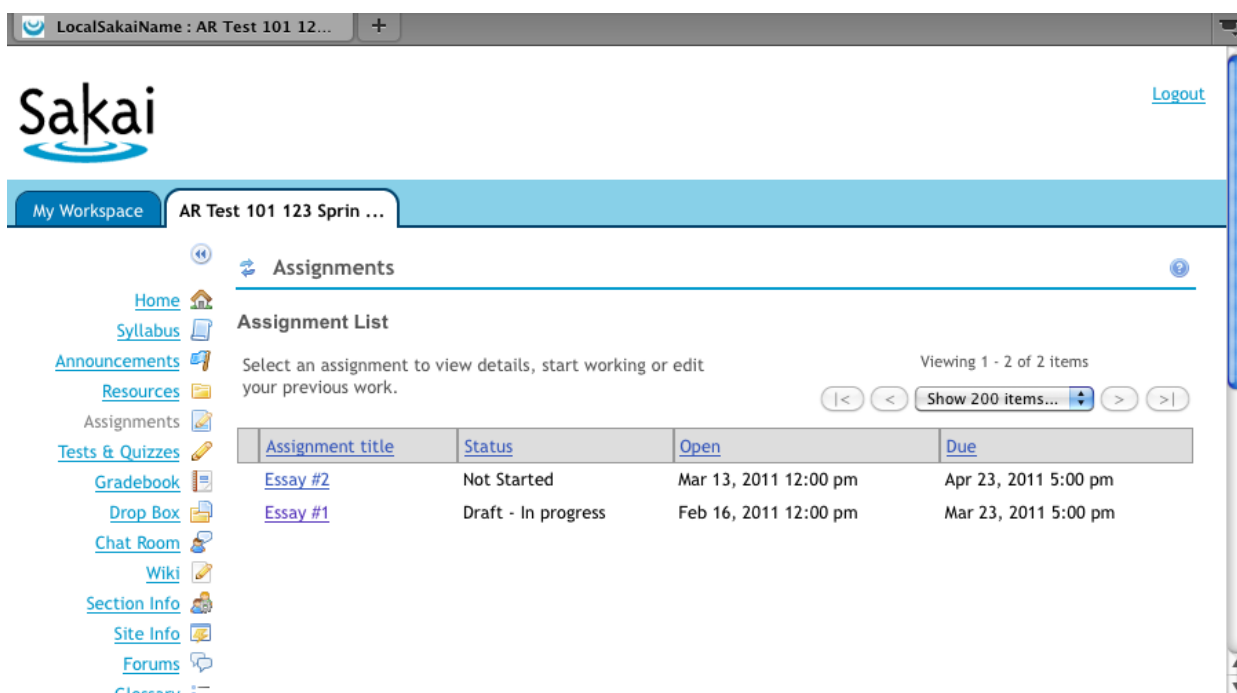 LocalSakaiName : AR Test 101 12...
+
Sakai
Logout
My Workspace
AR Test 101 123 Sprin ...
Assignments
Home
Syllabus
Announcements
Resources
Assignments
Tests & Quizzes
Gradebook
Drop Box
Chat Room
Wiki
Section Info
Site Info
Forums
Glossary
Assignment List
Select an assignment to view details, start working or edit
your previous work.
Viewing 1 - 2 of 2 items
|< < Show 200 items... > >|
Assignment title Status Open Due
Essay #2 Not Started Mar 13, 2011 12:00 pm Apr 23, 2011 5:00 pm
Essay #1 Draft - In progress Feb 16, 2011 12:00 pm Mar 23, 2011 5:00 pm